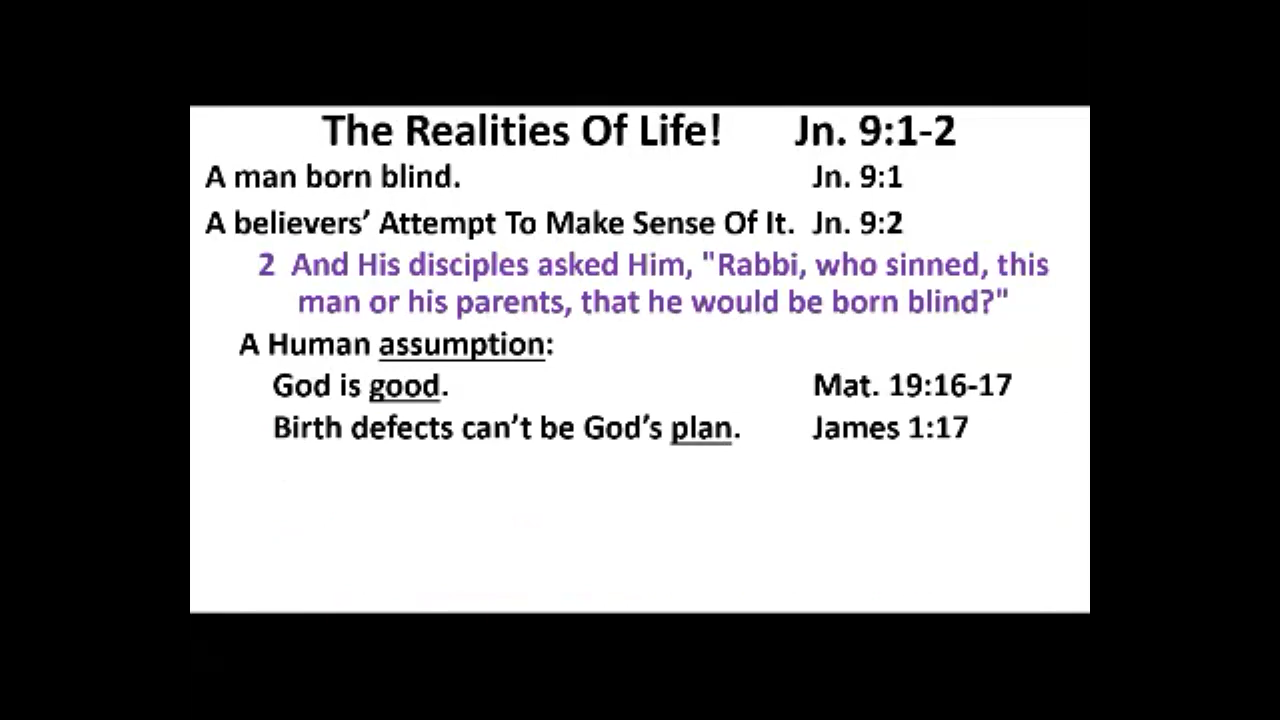 The Realities Of Life! Jn. 9:1-2
A man born blind. Jn. 9:1
A believers’ Attempt To Make Sense Of It. Jn. 9:2
2 And His disciples asked Him, "Rabbi, who sinned, this
man or his parents, that he would be born blind?"
A Human assumption:
God is good. Mat. 19:16-17
Birth defects can’t be God’s plan. James 1:17